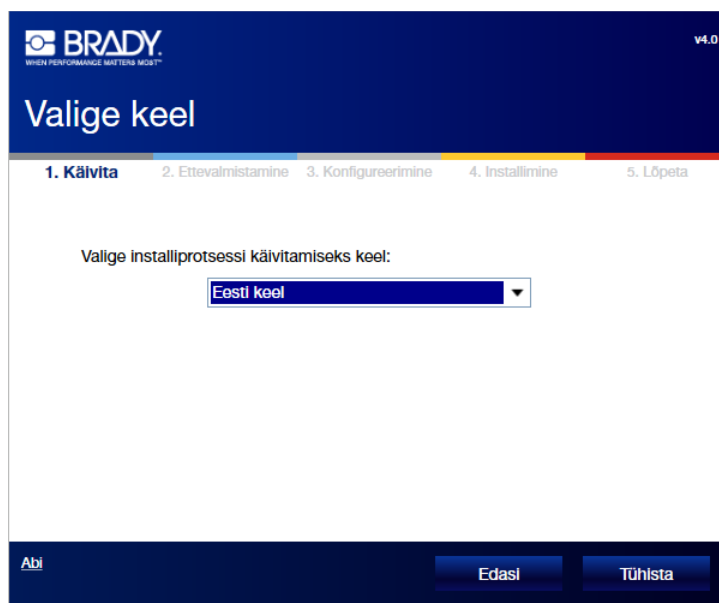 BRADY.
WHEN PERFORMANCE MATTERS MOST™
v4.0
Valige keel
1. Käivita 2. Ettevalmistamine 3. Konfigureerimine 4. Installimine 5. Lõpeta
Valige installiprotsessi käivitamiseks keel:
Eesti keel
Abi Edasi Tühista